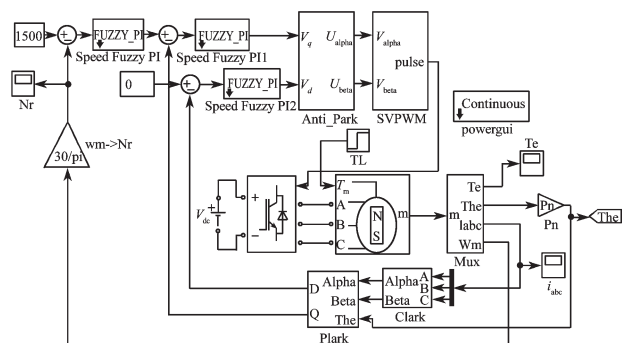 1500
FUZZY_PI
Speed Fuzzy PI
FUZZY_PI
Speed Fuzzy PI1
0
FUZZY_PI
Speed Fuzzy PI2
Vq
Ualpha
Vd
Ubeta
Anti_Park
Valpha
pulse
Vbeta
SVPWM
Nr
30/pi
wm->Nr
Continuous
powergui
TL
Te
Vdc
+
+
−
Tm
A
B
C
N
S
m
m
Te
The
Iabc
Wm
Mux
Pn
Pn
The
iabc
D
Q
Alpha
Beta
The
Plark
Alpha
Beta
A
B
C
Clark